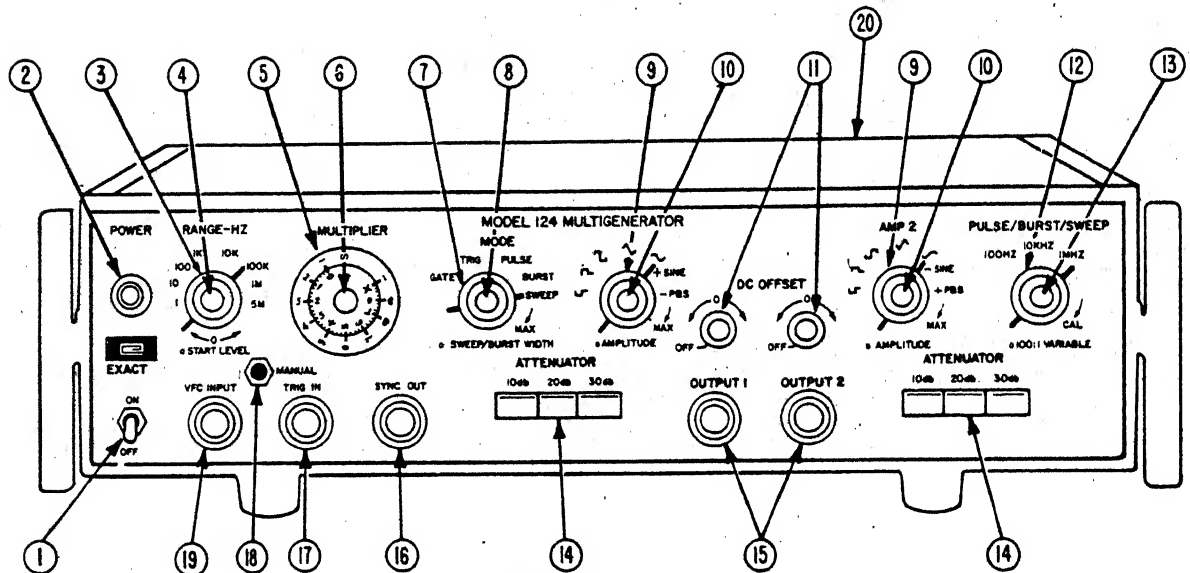 20
2 3 4 5 6 7 8 9 10 11 9 10 12 13
MODEL 124 MULTIGENERATOR
POWER RANGE-HZ MULTIPLIER MODE AMP 2 PULSE/BURST/SWEEP
1 10 100 1K 10K 100K 1M 5M
0
START LEVEL
GATE TRIG PULSE BURST SWEEP
MAX
SWEEP/BURST WIDTH
+ SINE
- PBS
MAX
AMPLITUDE
DC OFFSET
0 0
OFF OFF
- SINE
+ PBS
MAX
AMPLITUDE
100HZ 10KHZ 1MHZ
CAL
100:1 VARIABLE
EXACT
ON
OFF
VFC INPUT
MANUAL
TRIG IN
SYNC OUT
ATTENUATOR
10db 20db 30db
OUTPUT 1 OUTPUT 2
ATTENUATOR
10db 20db 30db
1 19 18 17 16 14 15 14